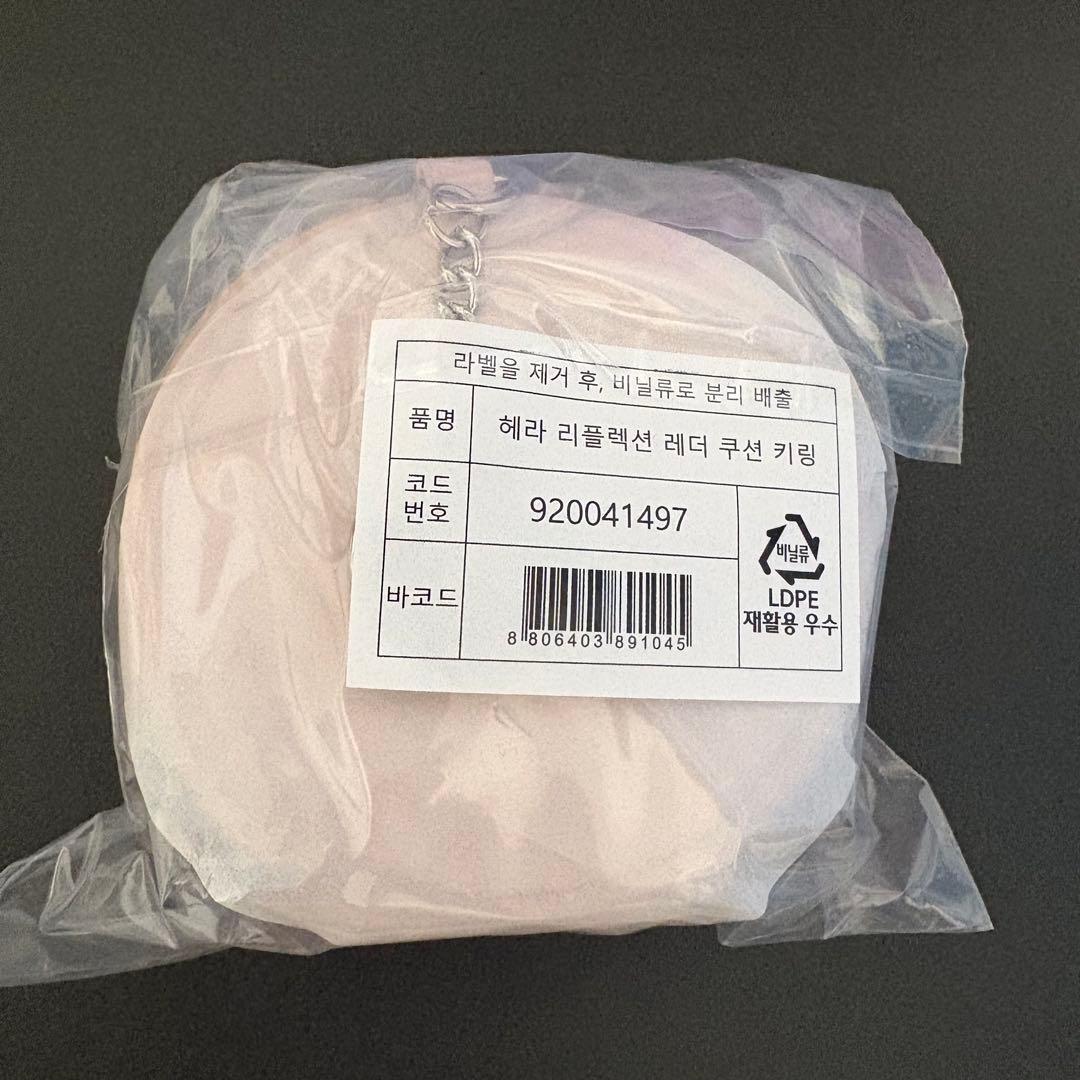 라벨을 제거 후, 비닐류로 분리 배출
품명
헤라 리플렉션 레더 쿠션 키링
코드
번호
920041497
바코드
8 806403 891045
비닐류
LDPE
재활용 우수